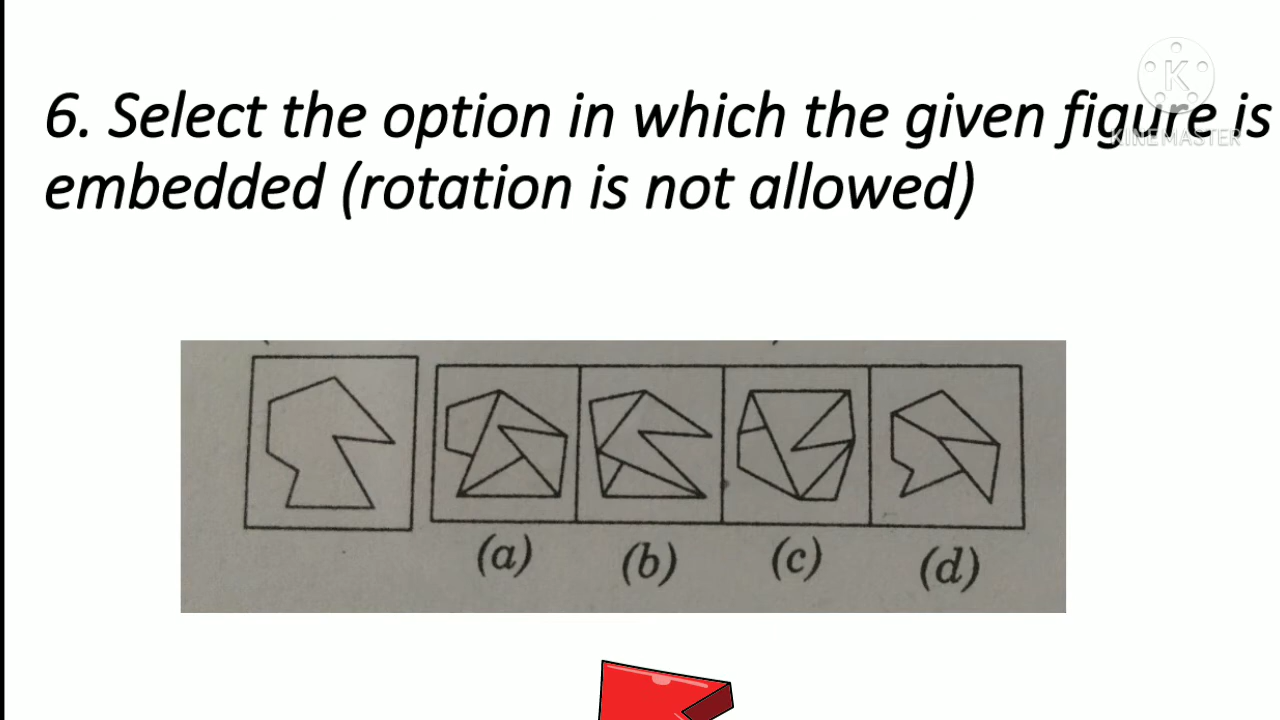 6. Select the option in which the given figure is
embedded (rotation is not allowed)
K
KINEMASTER
(a) (b) (c) (d)